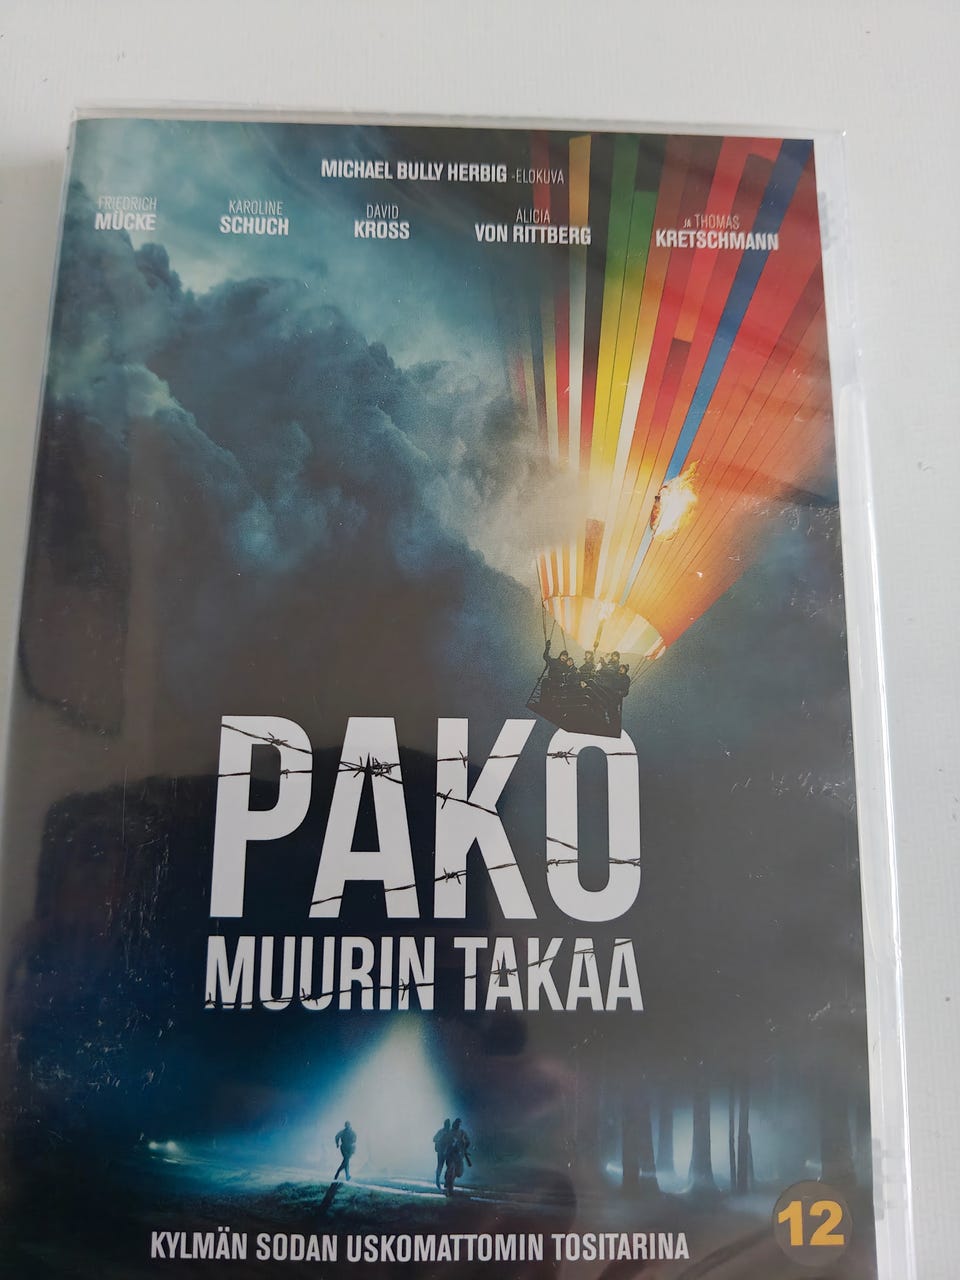 MICHAEL BULLY HERBIG -ELOKUVA
FRIEDRICH MÜCKE
KAROLINE SCHUCH
DAVID KROSS
ALICIA VON RITTBERG
JA THOMAS KRETSCHMANN
PAKO
MUURIN TAKAA
KYLMÄN SODAN USKOMATTOMIN TOSITARINA
12